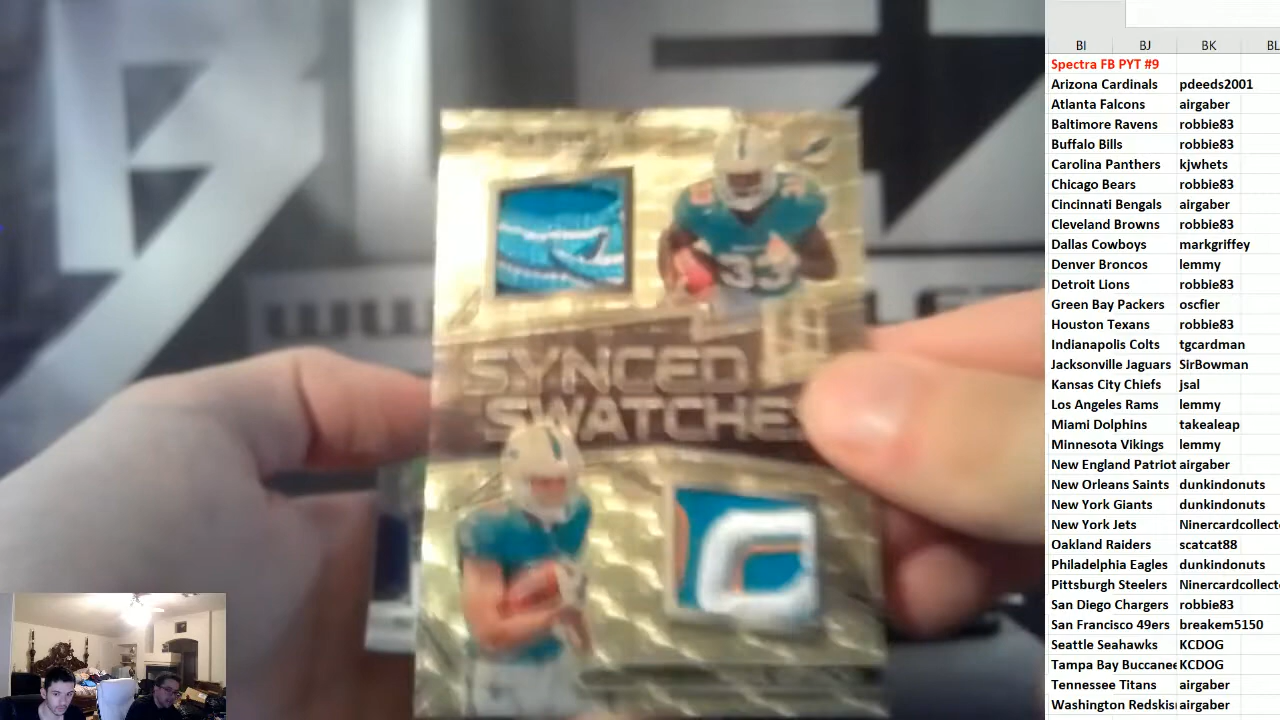 BI BJ BK BL
Spectra FB PYT #9
Arizona Cardinals pdeeds2001
Atlanta Falcons airgaber
Baltimore Ravens robbie83
Buffalo Bills robbie83
Carolina Panthers kjwhets
Chicago Bears robbie83
Cincinnati Bengals airgaber
Cleveland Browns robbie83
Dallas Cowboys markgriffey
Denver Broncos lemmy
Detroit Lions robbie83
Green Bay Packers oscfier
Houston Texans robbie83
Indianapolis Colts tgcardman
Jacksonville Jaguars SirBowman
Kansas City Chiefs jsal
Los Angeles Rams lemmy
Miami Dolphins takealeap
Minnesota Vikings lemmy
New England Patriot airgaber
New Orleans Saints dunkindonuts
New York Giants dunkindonuts
New York Jets Ninercardcollecto
Oakland Raiders scatcat88
Philadelphia Eagles dunkindonuts
Pittsburgh Steelers Ninercardcollecto
San Diego Chargers robbie83
San Francisco 49ers breakem5150
Seattle Seahawks KCDOG
Tampa Bay Buccanee KCDOG
Tennessee Titans airgaber
Washington Redskis airgaber
33
SYNCED
SWATCHES